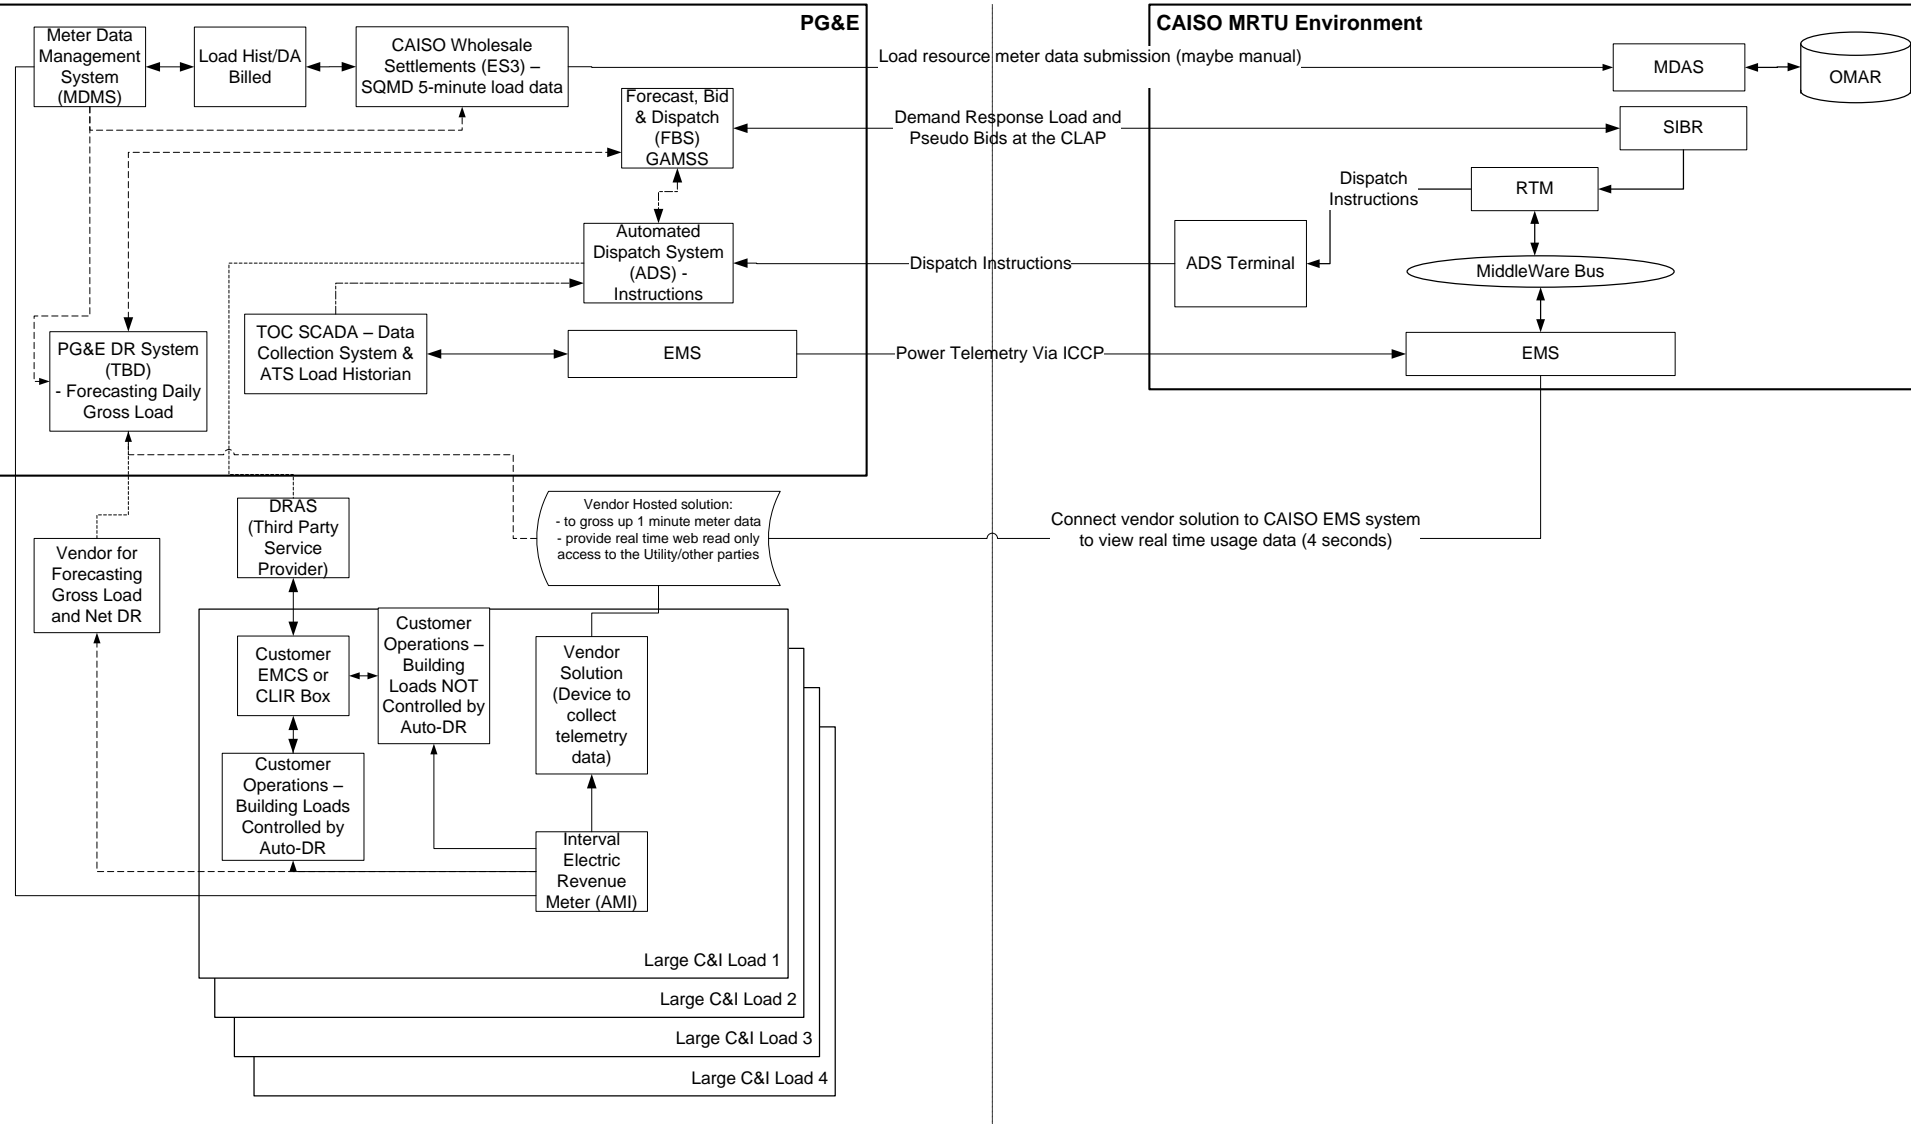 PG&E
CAISO MRTU Environment
Meter Data
Management
System
(MDMS)
Load Hist/DA
Billed
CAISO Wholesale
Settlements (ES3) –
SQMD 5-minute load data
Load resource meter data submission (maybe manual)
MDAS
OMAR
Forecast, Bid
& Dispatch
(FBS)
GAMSS
Demand Response Load and
Pseudo Bids at the CLAP
SIBR
Dispatch
Instructions
RTM
Automated
Dispatch System
(ADS) -
Instructions
Dispatch Instructions
ADS Terminal
MiddleWare Bus
PG&E DR System
(TBD)
- Forecasting Daily
Gross Load
TOC SCADA – Data
Collection System &
ATS Load Historian
EMS
Power Telemetry Via ICCP
EMS
Vendor for
Forecasting
Gross Load
and Net DR
DRAS
(Third Party
Service
Provider)
Vendor Hosted solution:
- to gross up 1 minute meter data
- provide real time web read only
access to the Utility/other parties
Connect vendor solution to CAISO EMS system
to view real time usage data (4 seconds)
Customer
EMCS or
CLIR Box
Customer
Operations –
Building
Loads NOT
Controlled by
Auto-DR
Vendor
Solution
(Device to
collect
telemetry
data)
Customer
Operations –
Building Loads
Controlled by
Auto-DR
Interval
Electric
Revenue
Meter (AMI)
Large C&I Load 1
Large C&I Load 2
Large C&I Load 3
Large C&I Load 4